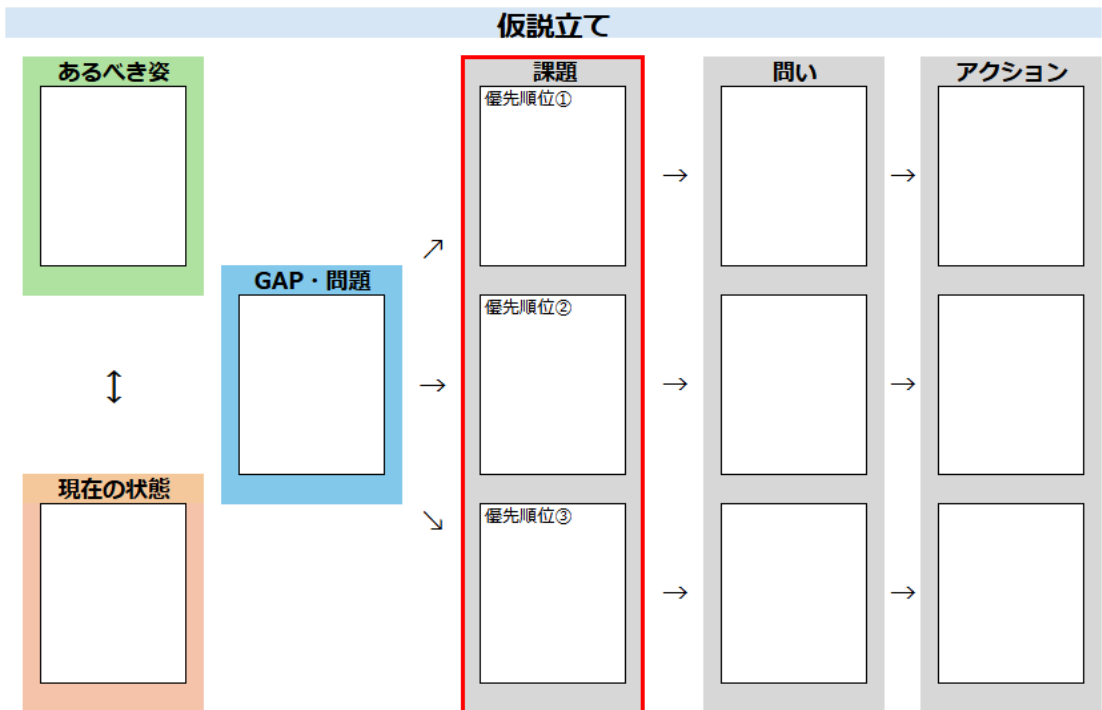 仮説立て
あるべき姿
現在の状態
GAP・問題
課題
優先順位①
優先順位②
優先順位③
問い
アクション